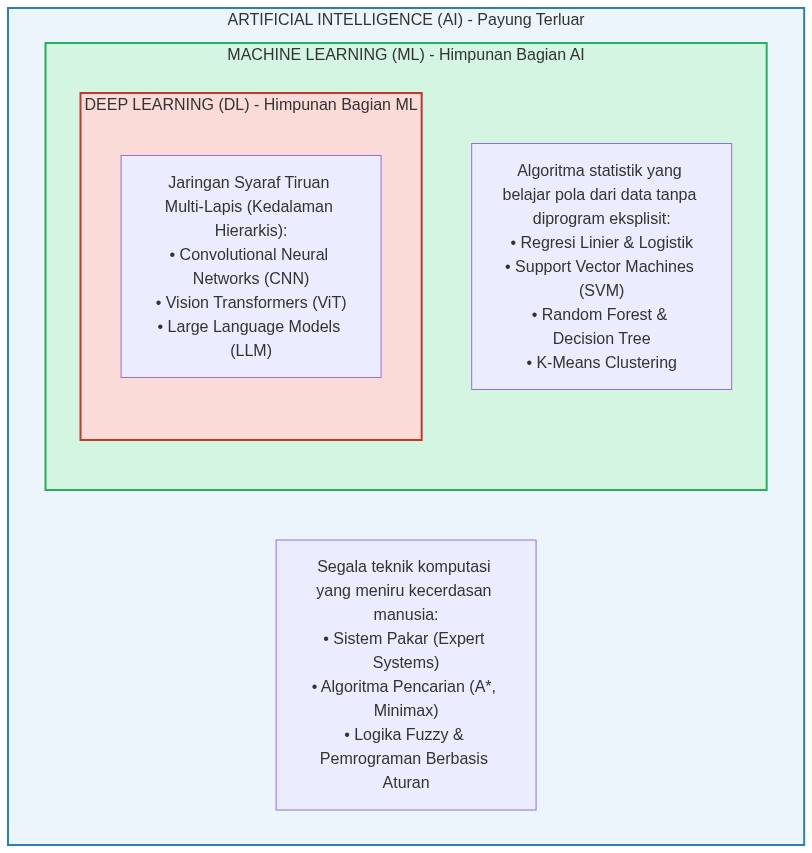 ARTIFICIAL INTELLIGENCE (AI) - Payung Terluar
MACHINE LEARNING (ML) - Himpunan Bagian AI
DEEP LEARNING (DL) - Himpunan Bagian ML
Jaringan Syaraf Tiruan
Multi-Lapis (Kedalaman
Hierarkis):
• Convolutional Neural
Networks (CNN)
• Vision Transformers (ViT)
• Large Language Models
(LLM)
Algoritma statistik yang
belajar pola dari data tanpa
diprogram eksplisit:
• Regresi Linier & Logistik
• Support Vector Machines
(SVM)
• Random Forest &
Decision Tree
• K-Means Clustering
Segala teknik komputasi
yang meniru kecerdasan
manusia:
• Sistem Pakar (Expert
Systems)
• Algoritma Pencarian (A*,
Minimax)
• Logika Fuzzy &
Pemrograman Berbasis
Aturan